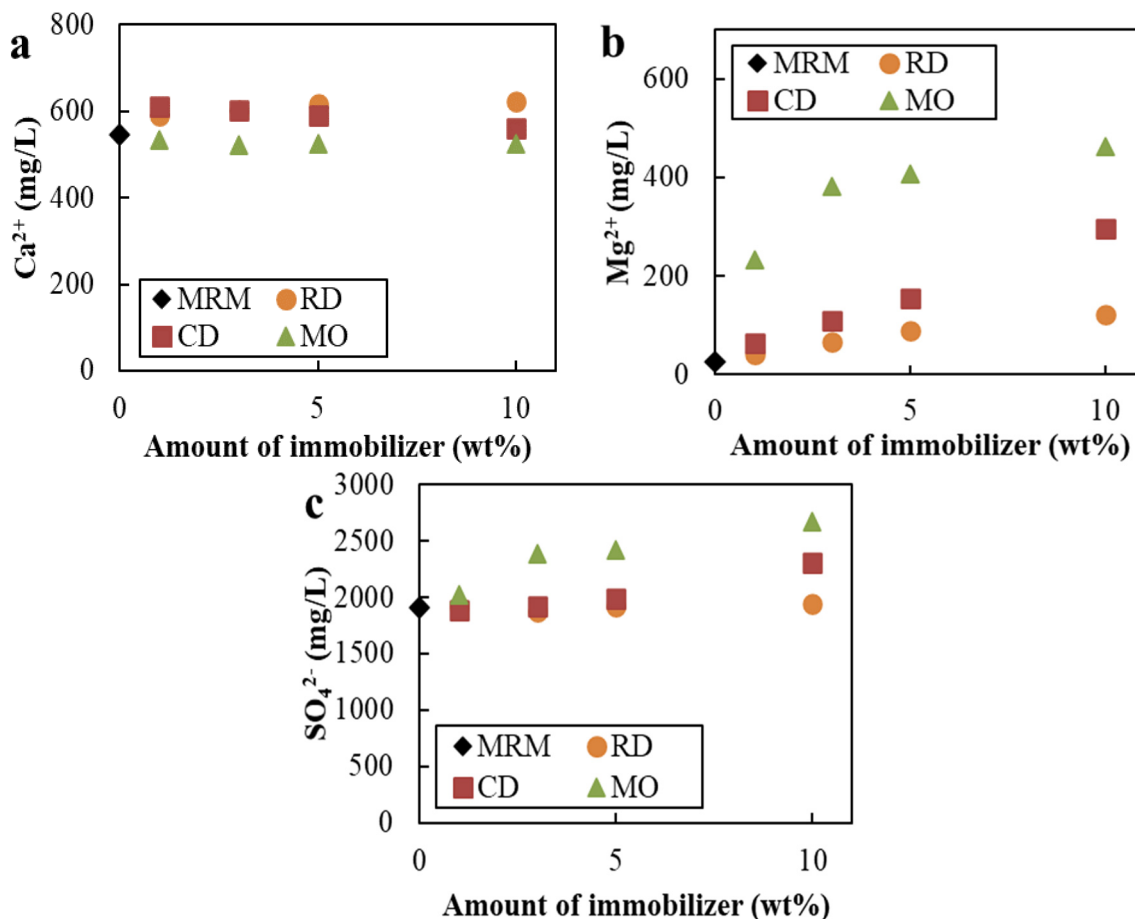 a
Ca²⁺ (mg/L)
800
600
400
200
0
MRM RD
CD MO
0 5 10
Amount of immobilizer (wt%)
b
Mg²⁺ (mg/L)
600
400
200
0
MRM RD
CD MO
0 5 10
Amount of immobilizer (wt%)
c
SO₄²⁻ (mg/L)
3000
2500
2000
1500
1000
500
0
MRM RD
CD MO
0 5 10
Amount of immobilizer (wt%)